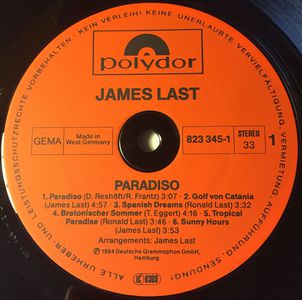 KEIN VERLEIH! KEINE UNERLAUBTE VERVIELFÄLTIGUNG · VERMIETUNG · AUFFÜHRUNG · SENDUNG!
ALLE URHEBER- UND LEISTUNGSSCHUTZRECHTE VORBEHALTEN
polydor
JAMES LAST
GEMA
Made in
West Germany
823 345-1
STEREO
33
1
PARADISO
1. Paradiso (D. Reshöft/R. Frantz) 3:07 - 2. Golf von Catania
(James Last) 4:57 - 3. Spanish Dreams (Ronald Last) 3:32
4. Bretonischer Sommer (T. Eggert) 4:06 - 5. Tropical
Paradise (Ronald Last) 3:46 - 6. Sunny Hours
(James Last) 3:53
Arrangements: James Last
℗ 1984 Deutsche Grammophon GmbH,
Hamburg
LC 0309